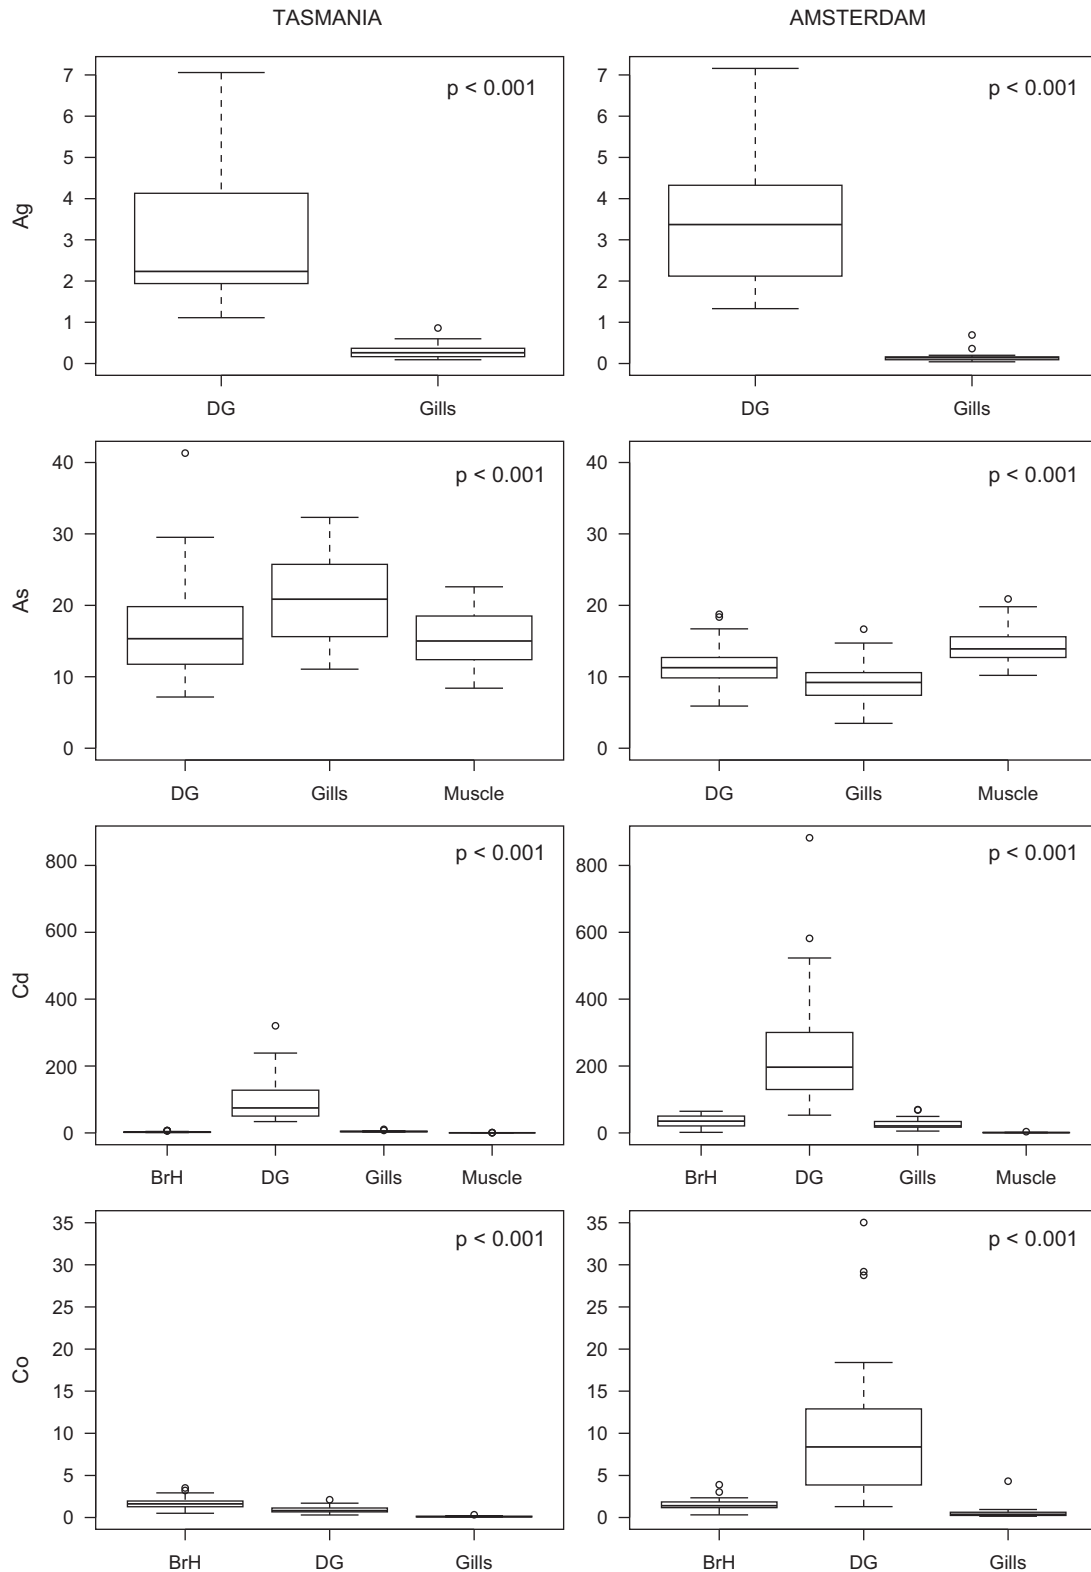 TASMANIA AMSTERDAM
Ag
7
6
5
4
3
2
1
0
p < 0.001
DG Gills
7
6
5
4
3
2
1
0
p < 0.001
DG Gills
As
40
30
20
10
0
p < 0.001
DG Gills Muscle
40
30
20
10
0
p < 0.001
DG Gills Muscle
Cd
800
600
400
200
0
p < 0.001
BrH DG Gills Muscle
800
600
400
200
0
p < 0.001
BrH DG Gills Muscle
Co
35
30
25
20
15
10
5
0
p < 0.001
BrH DG Gills
35
30
25
20
15
10
5
0
p < 0.001
BrH DG Gills